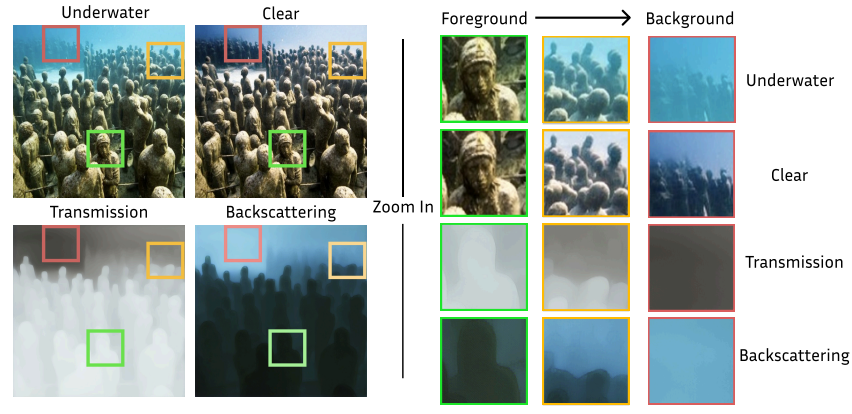 Underwater
Clear
Transmission
Backscattering
Zoom In
Foreground
Background
Underwater
Clear
Transmission
Backscattering